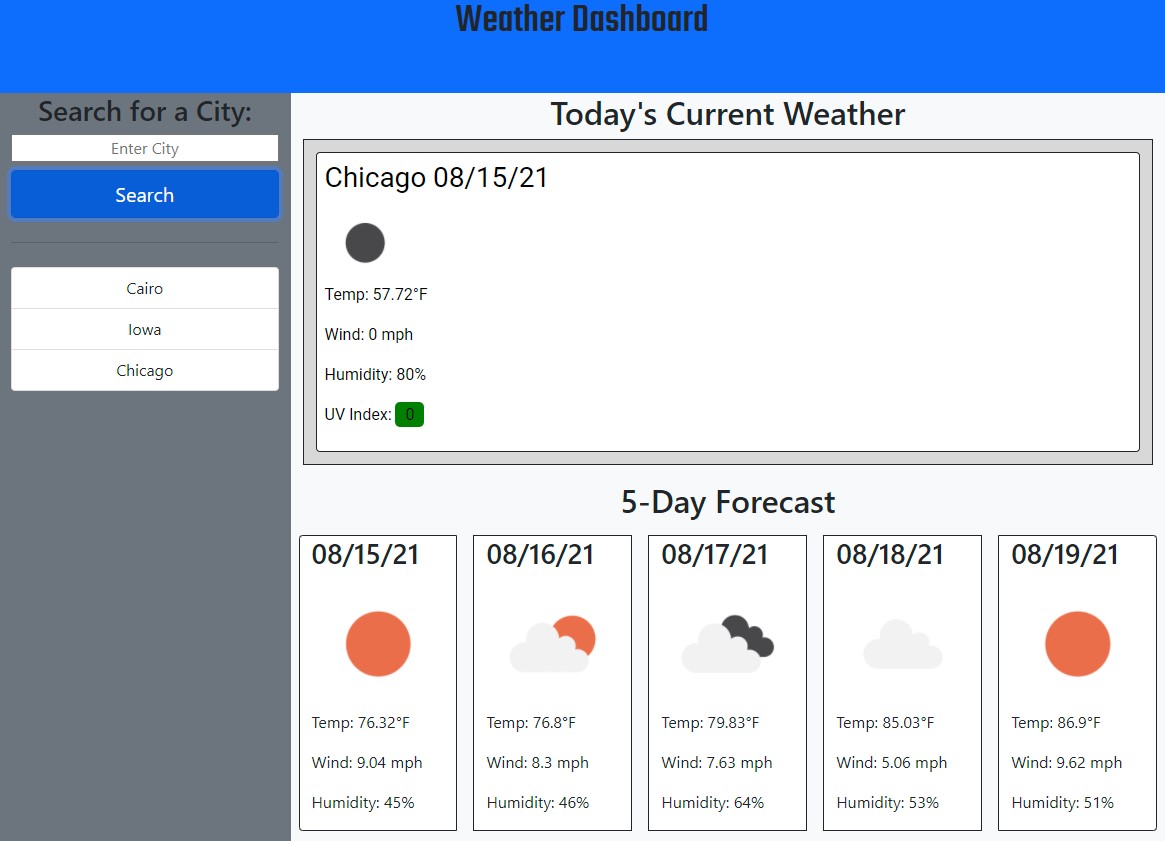 Weather Dashboard
Search for a City:
Enter City
Search
Cairo
Iowa
Chicago
Today's Current Weather
Chicago 08/15/21
Temp: 57.72°F
Wind: 0 mph
Humidity: 80%
UV Index: 0
5-Day Forecast
08/15/21
Temp: 76.32°F
Wind: 9.04 mph
Humidity: 45%
08/16/21
Temp: 76.8°F
Wind: 8.3 mph
Humidity: 46%
08/17/21
Temp: 79.83°F
Wind: 7.63 mph
Humidity: 64%
08/18/21
Temp: 85.03°F
Wind: 5.06 mph
Humidity: 53%
08/19/21
Temp: 86.9°F
Wind: 9.62 mph
Humidity: 51%